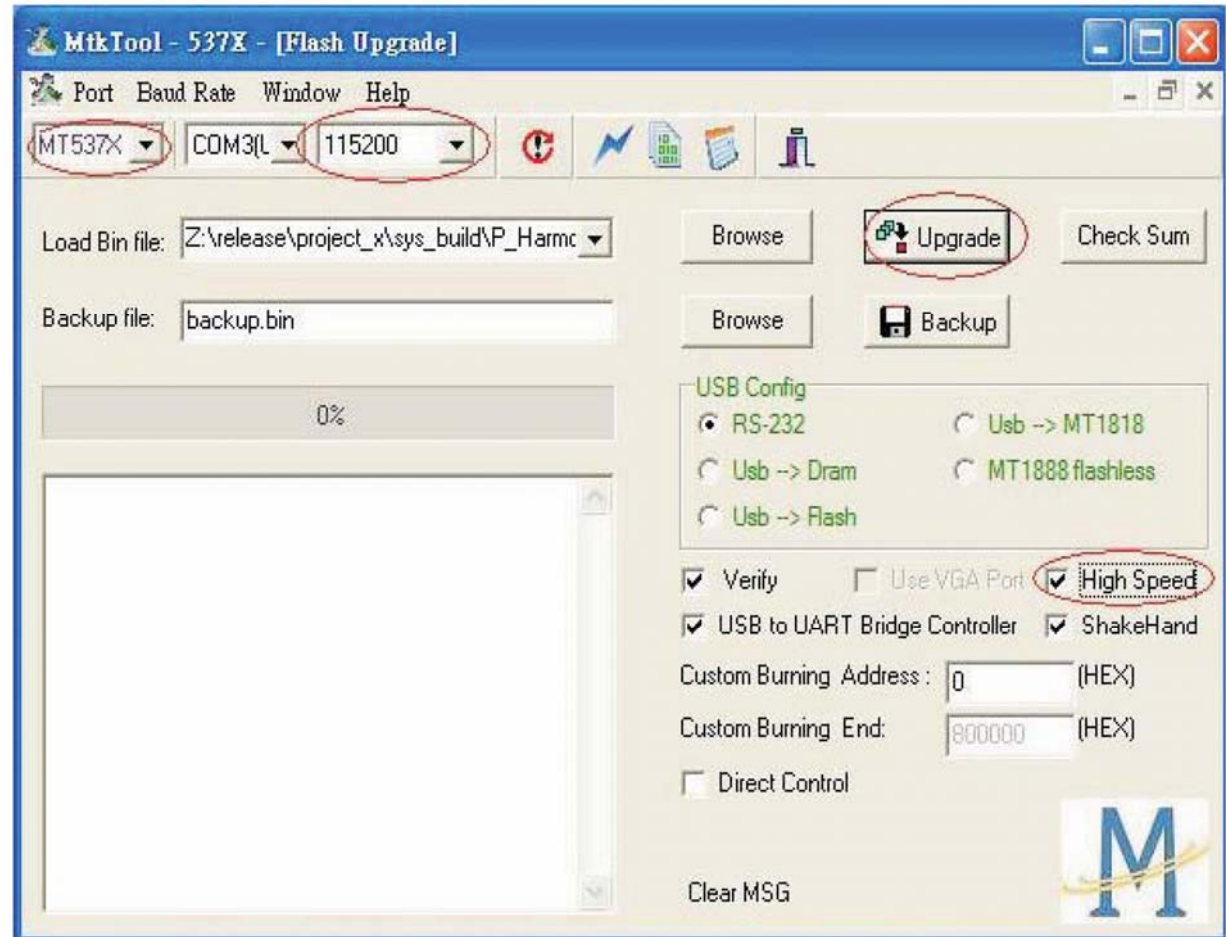 MtkTool - 537X - [Flash Upgrade]
Port Baud Rate Window Help
MT537X COM3(U 115200
Load Bin file: Z:\release\project_x\sys_build\P_Harmo Browse Upgrade Check Sum
Backup file: backup.bin Browse Backup
0%
USB Config
RS-232 Usb --> MT1818
Usb --> Dram MT1888 flashless
Usb --> Flash
Verify Use VGA Port High Speed
USB to UART Bridge Controller ShakeHand
Custom Burning Address : 0 (HEX)
Custom Burning End: 800000 (HEX)
Direct Control
M
Clear MSG